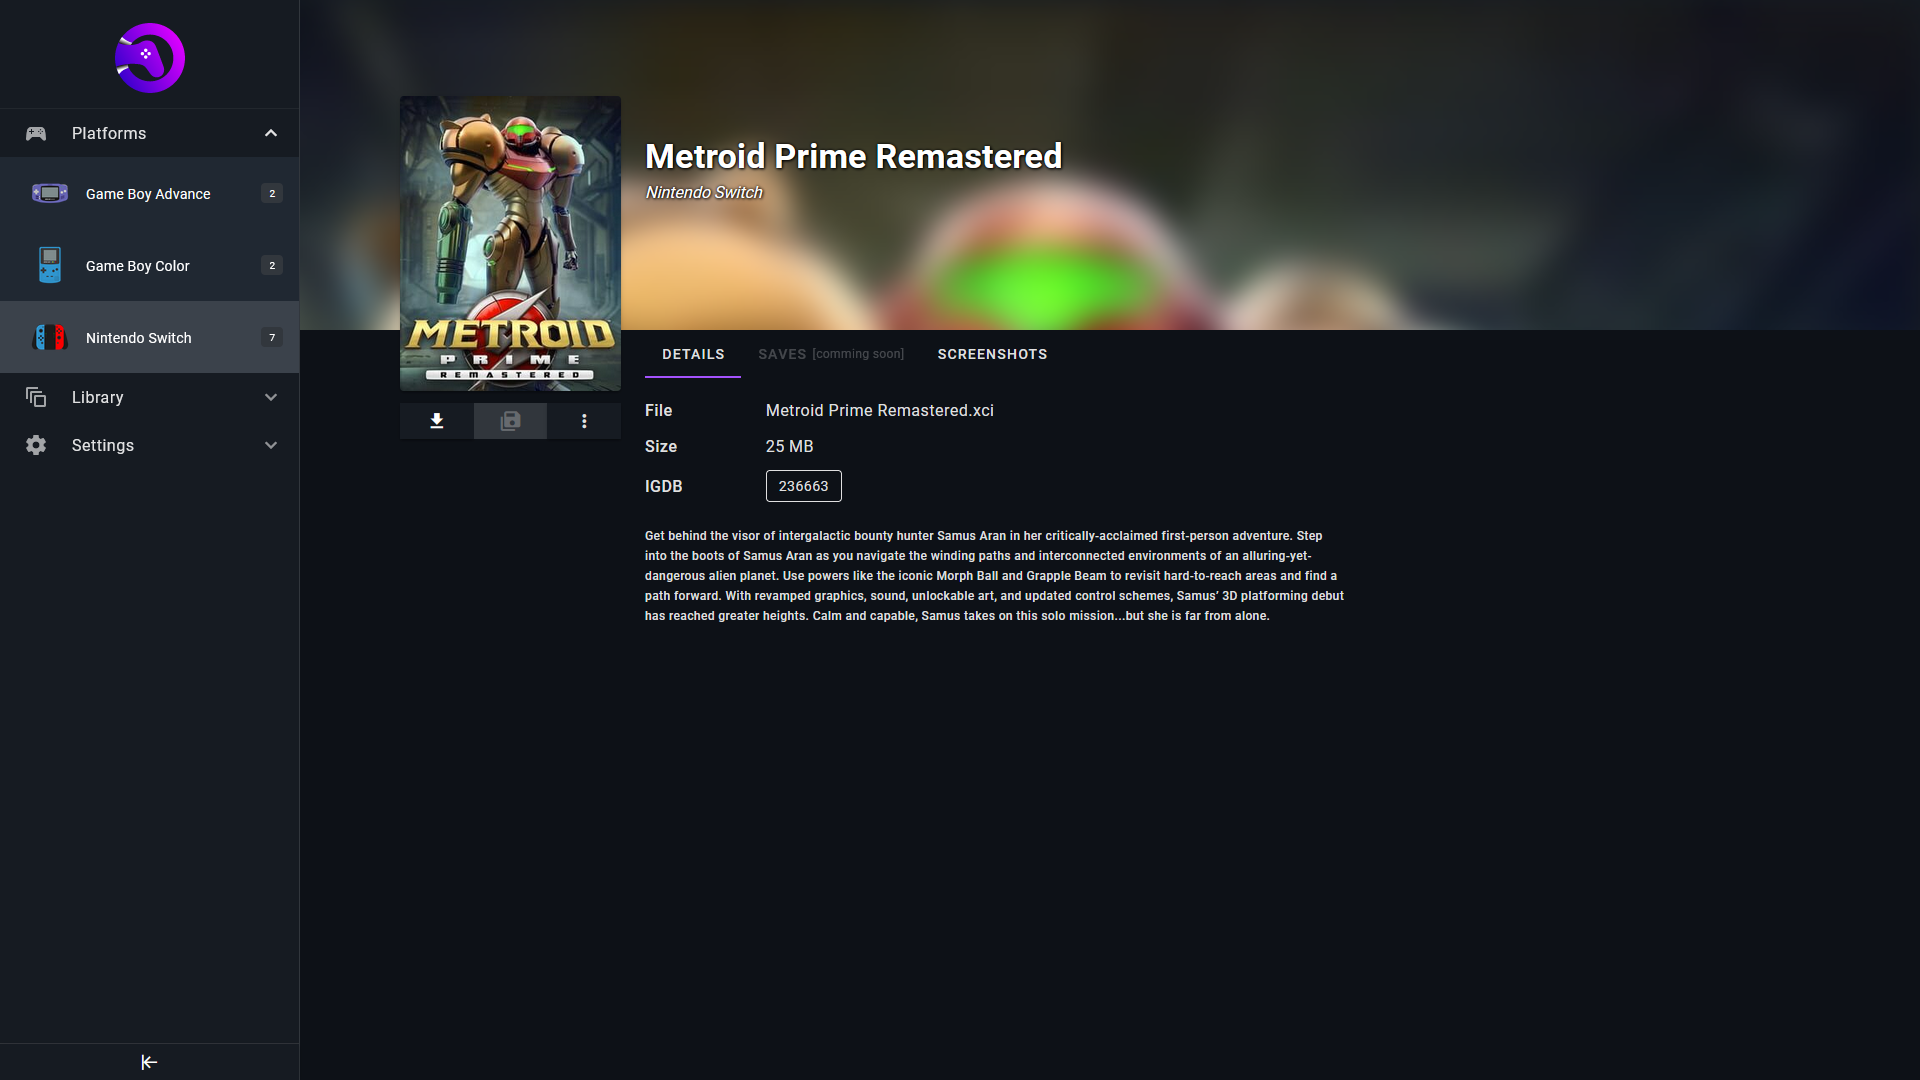 Platforms
Game Boy Advance 2
Game Boy Color 2
Nintendo Switch 7
Library
Settings
METROID
PRIME
REMASTERED
Metroid Prime Remastered
Nintendo Switch
DETAILS SAVES [comming soon] SCREENSHOTS
File Metroid Prime Remastered.xci
Size 25 MB
IGDB 236663
Get behind the visor of intergalactic bounty hunter Samus Aran in her critically-acclaimed first-person adventure. Step
into the boots of Samus Aran as you navigate the winding paths and interconnected environments of an alluring-yet-
dangerous alien planet. Use powers like the iconic Morph Ball and Grapple Beam to revisit hard-to-reach areas and find a
path forward. With revamped graphics, sound, unlockable art, and updated control schemes, Samus’ 3D platforming debut
has reached greater heights. Calm and capable, Samus takes on this solo mission...but she is far from alone.